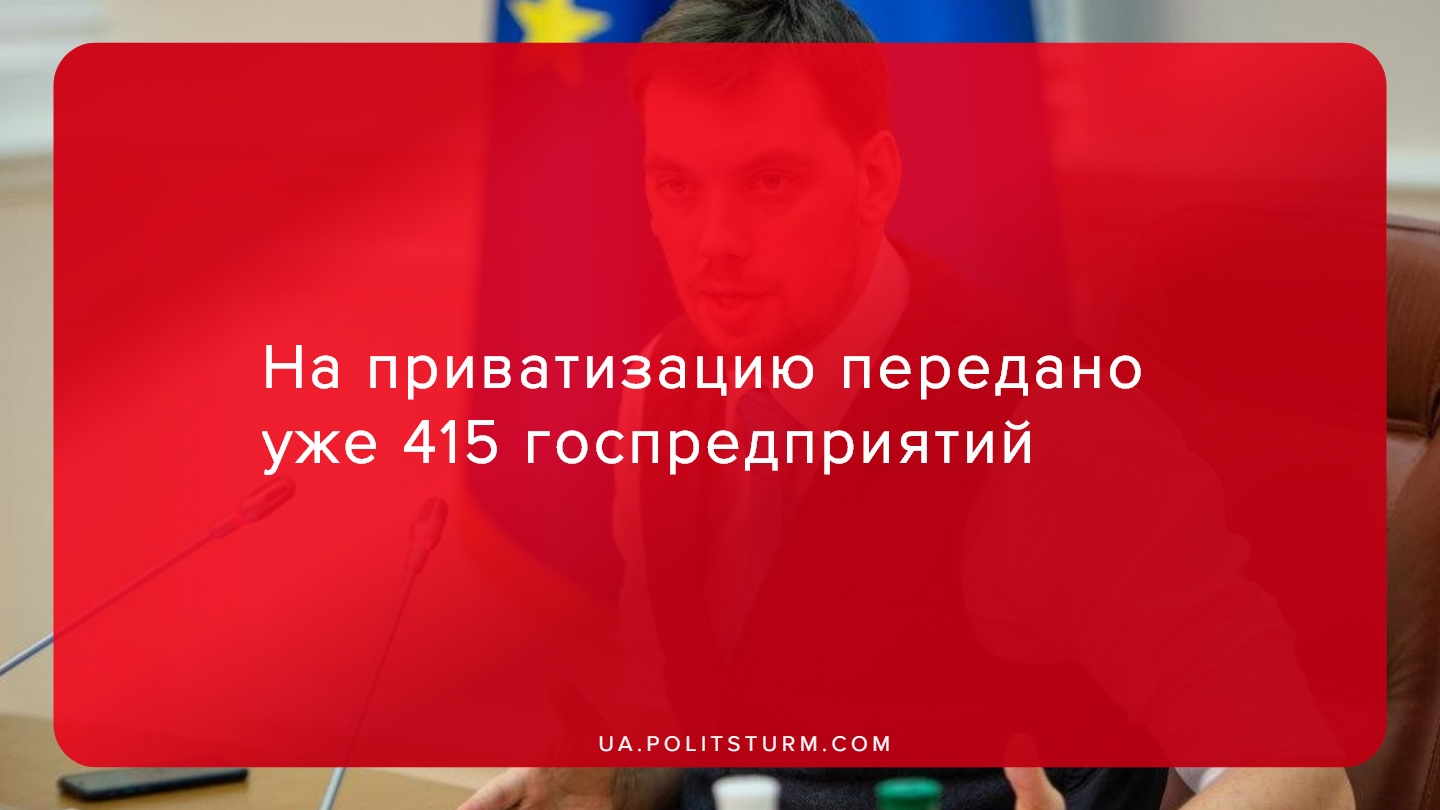 На приватизацию передано
уже 415 госпредприятий
UA.POLITSTURM.COM